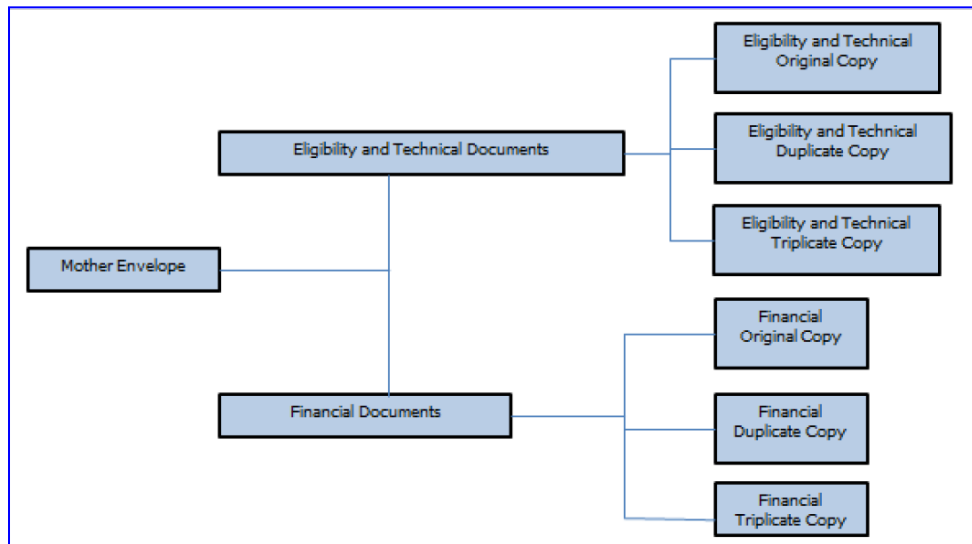 Eligibility and Technical
Original Copy
Eligibility and Technical Documents
Eligibility and Technical
Duplicate Copy
Eligibility and Technical
Triplicate Copy
Mother Envelope
Financial
Original Copy
Financial Documents
Financial
Duplicate Copy
Financial
Triplicate Copy